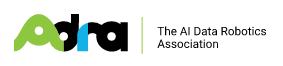 Adra
The AI Data Robotics
Association